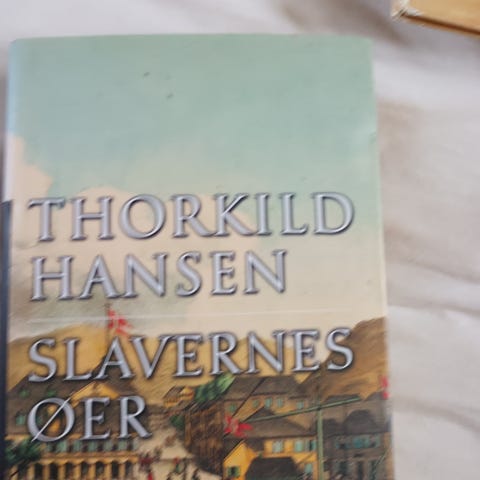 THORKILD
HANSEN
SLAVERNES
ØER